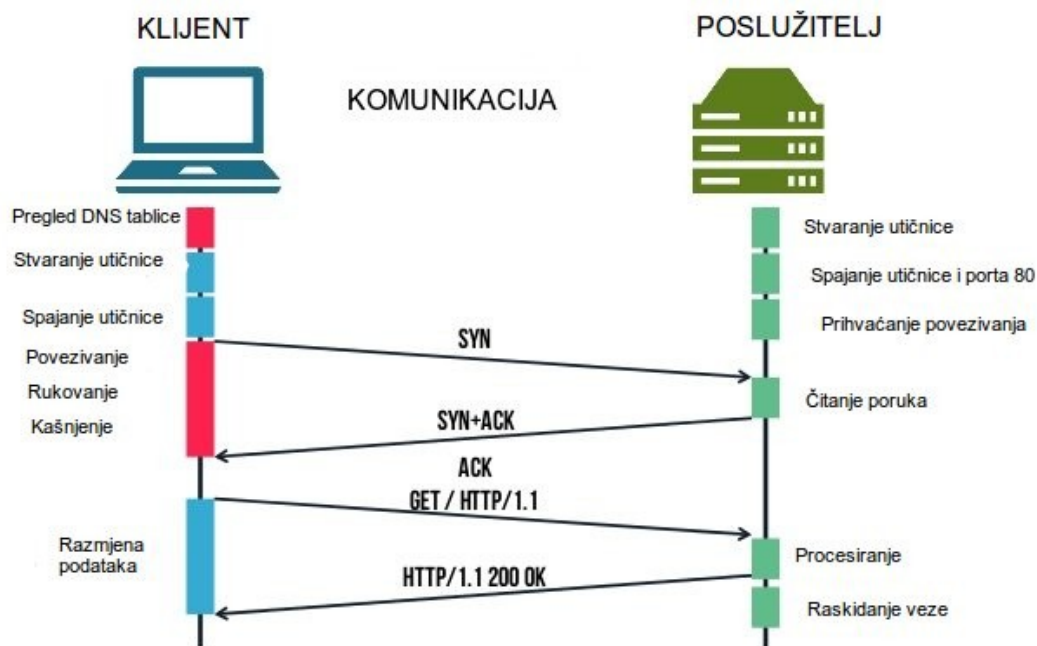 KLIJENT
POSLUŽITELJ
KOMUNIKACIJA
Pregled DNS tablice
Stvaranje utičnice
Stvaranje utičnice
Spajanje utičnice i porta 80
Spajanje utičnice
Prihvaćanje povezivanja
SYN
Povezivanje
Rukovanje
Čitanje poruka
Kašnjenje
SYN+ACK
ACK
GET / HTTP/1.1
Razmjena
podataka
Procesiranje
HTTP/1.1 200 OK
Raskidanje veze